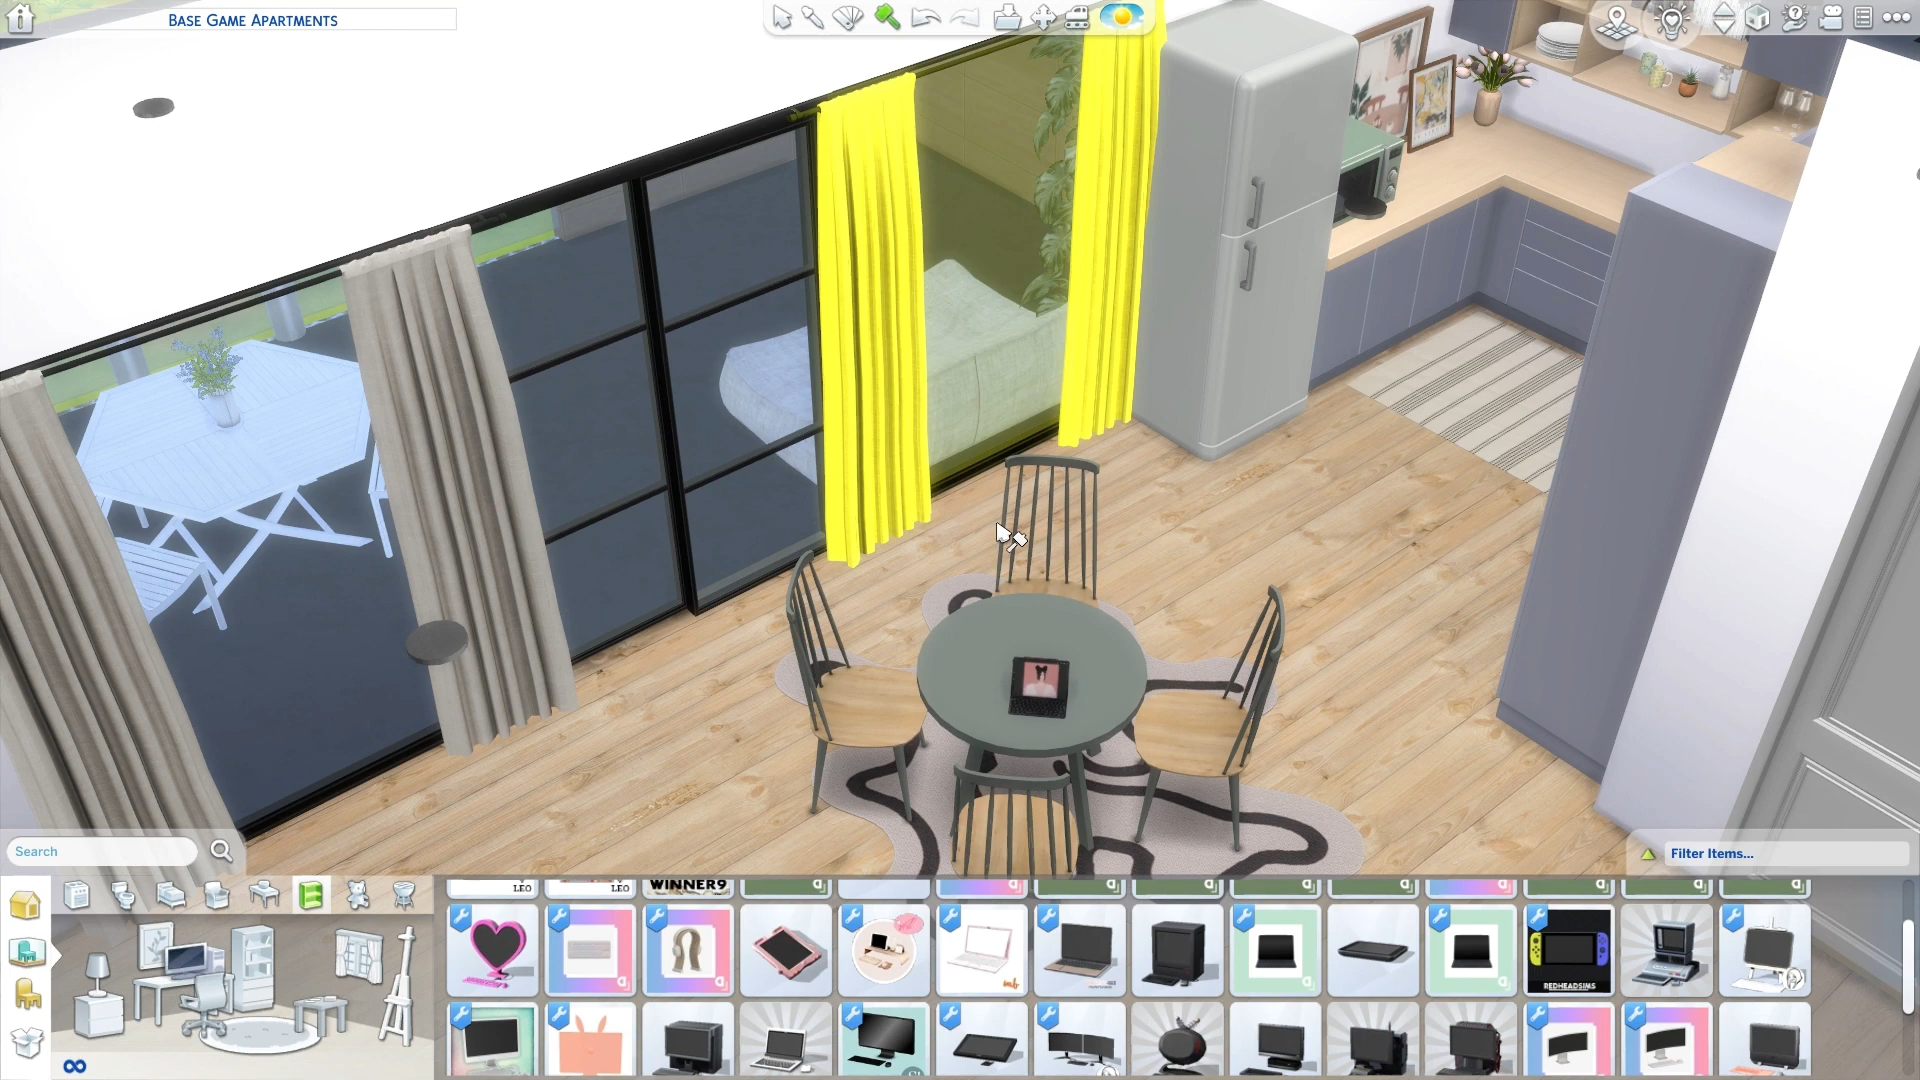 Base Game Apartments
Search
Filter Items...
LEO
LEO
WINNER9
REDHEADSIMS